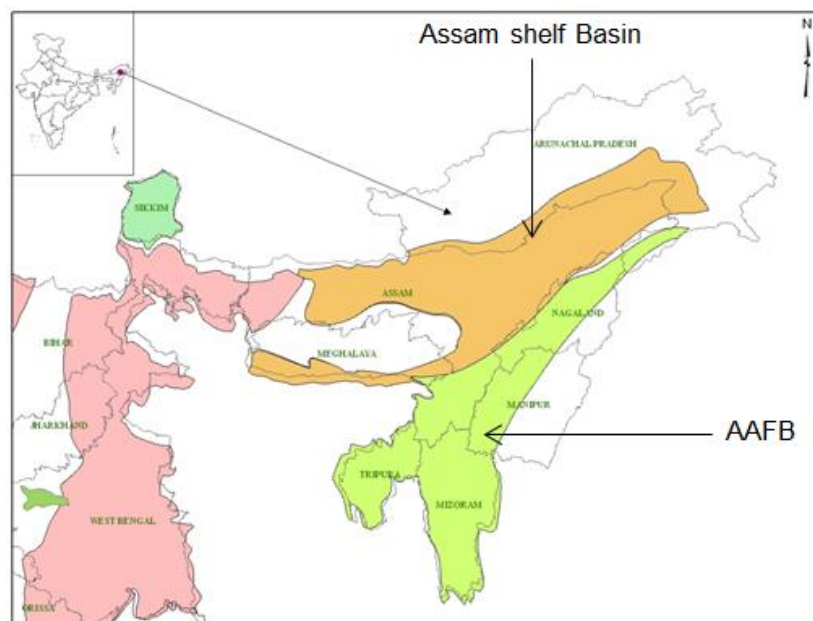 Assam shelf Basin
N
ARUNACHAL PRADESH
SIKKIM
ASSAM
NAGALAND
BIHAR
MEGHALAYA
MANIPUR
JHARKHAND
AAFB
TRIPURA
MIZORAM
WEST BENGAL
ORISSA